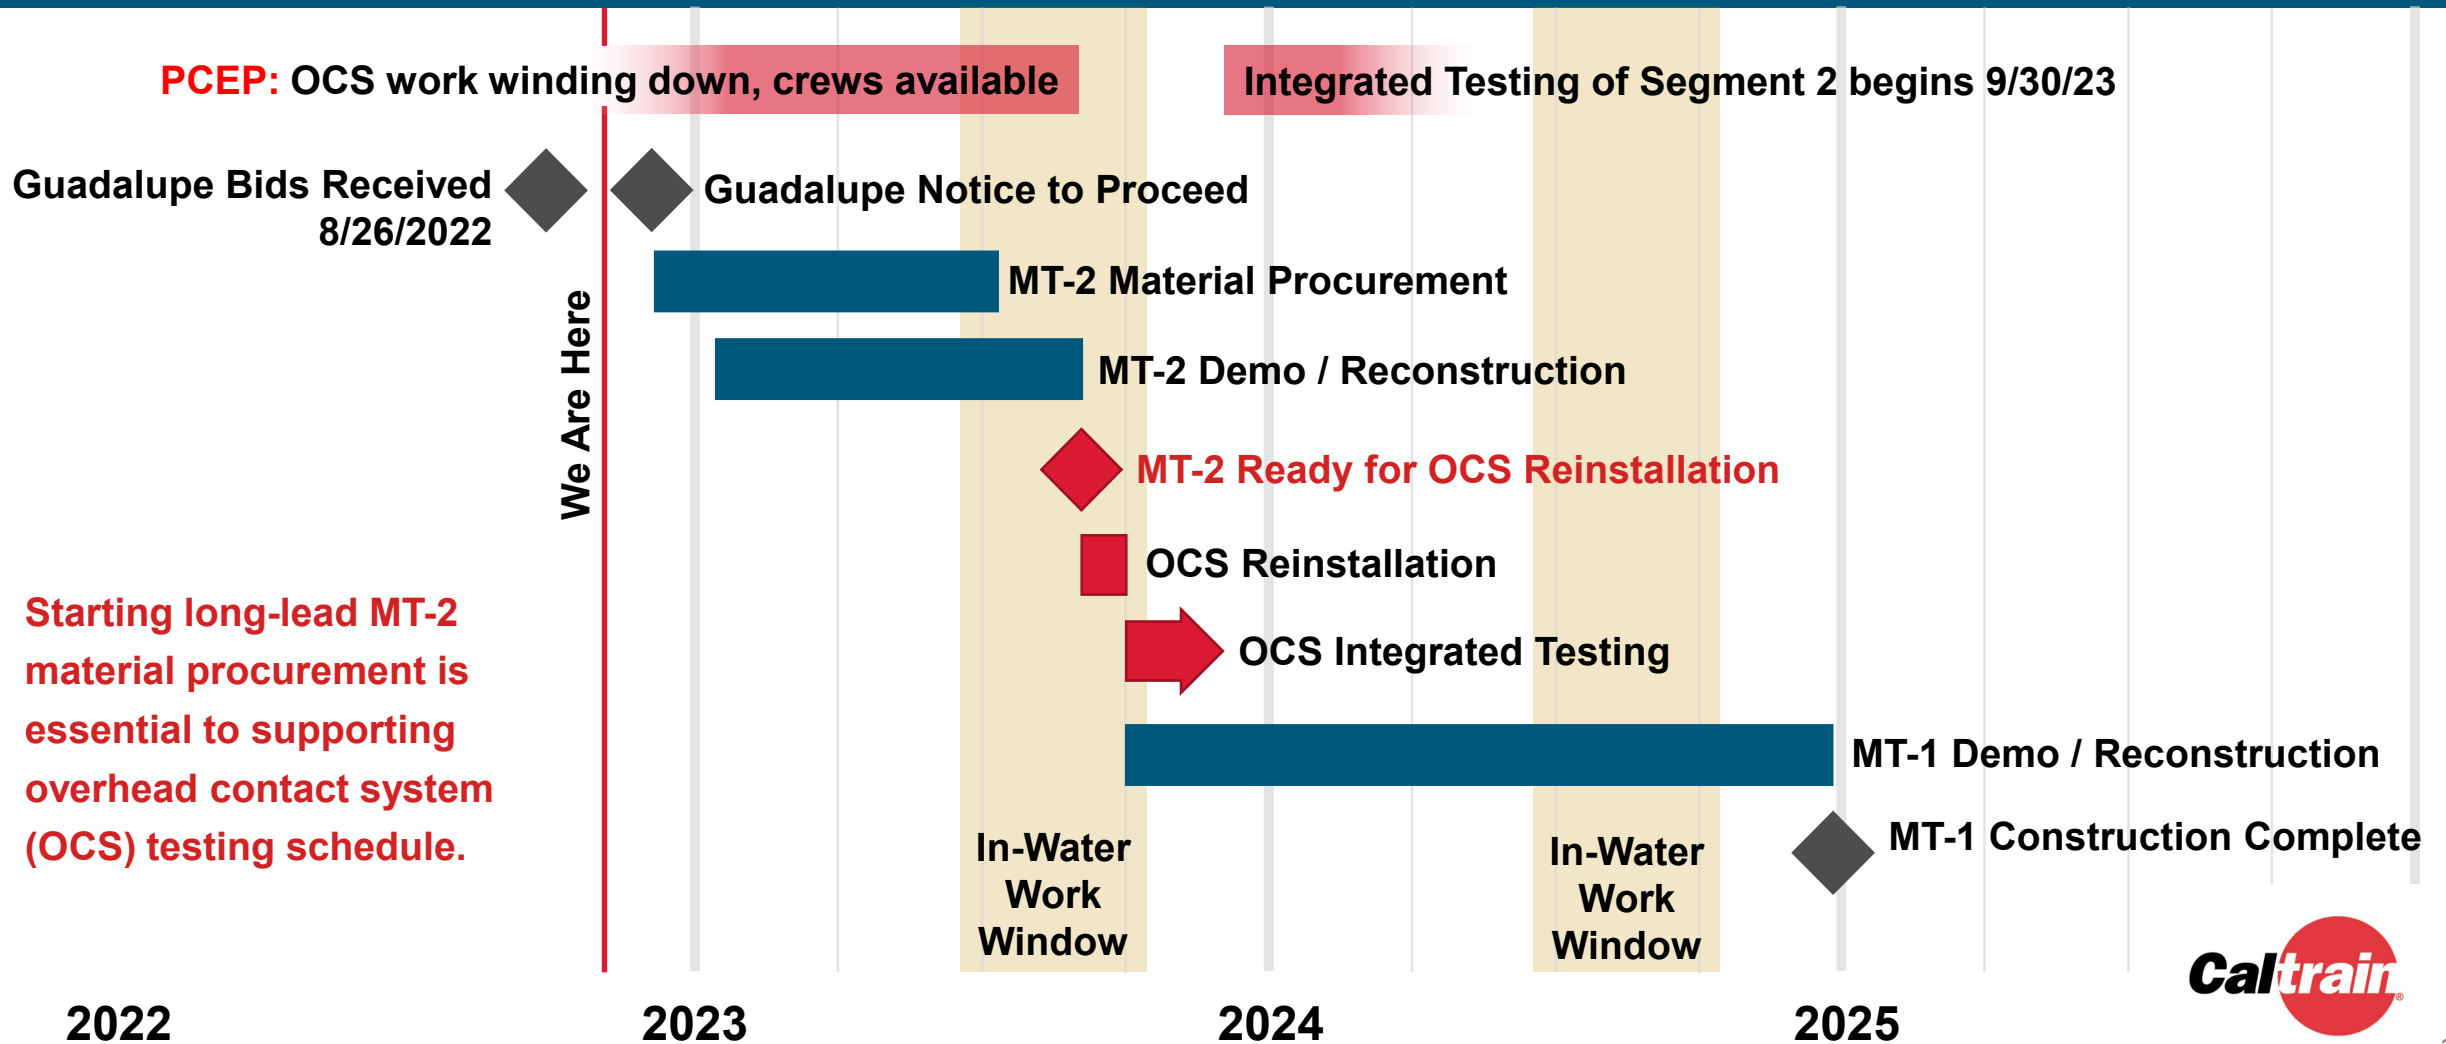 PCEP: OCS work winding down, crews available
Integrated Testing of Segment 2 begins 9/30/23
Guadalupe Bids Received
8/26/2022
Guadalupe Notice to Proceed
MT-2 Material Procurement
We Are Here
MT-2 Demo / Reconstruction
MT-2 Ready for OCS Reinstallation
OCS Reinstallation
Starting long-lead MT-2
material procurement is
essential to supporting
overhead contact system
(OCS) testing schedule.
OCS Integrated Testing
MT-1 Demo / Reconstruction
MT-1 Construction Complete
In-Water
Work
Window
In-Water
Work
Window
Caltrain®
2022
2023
2024
2025